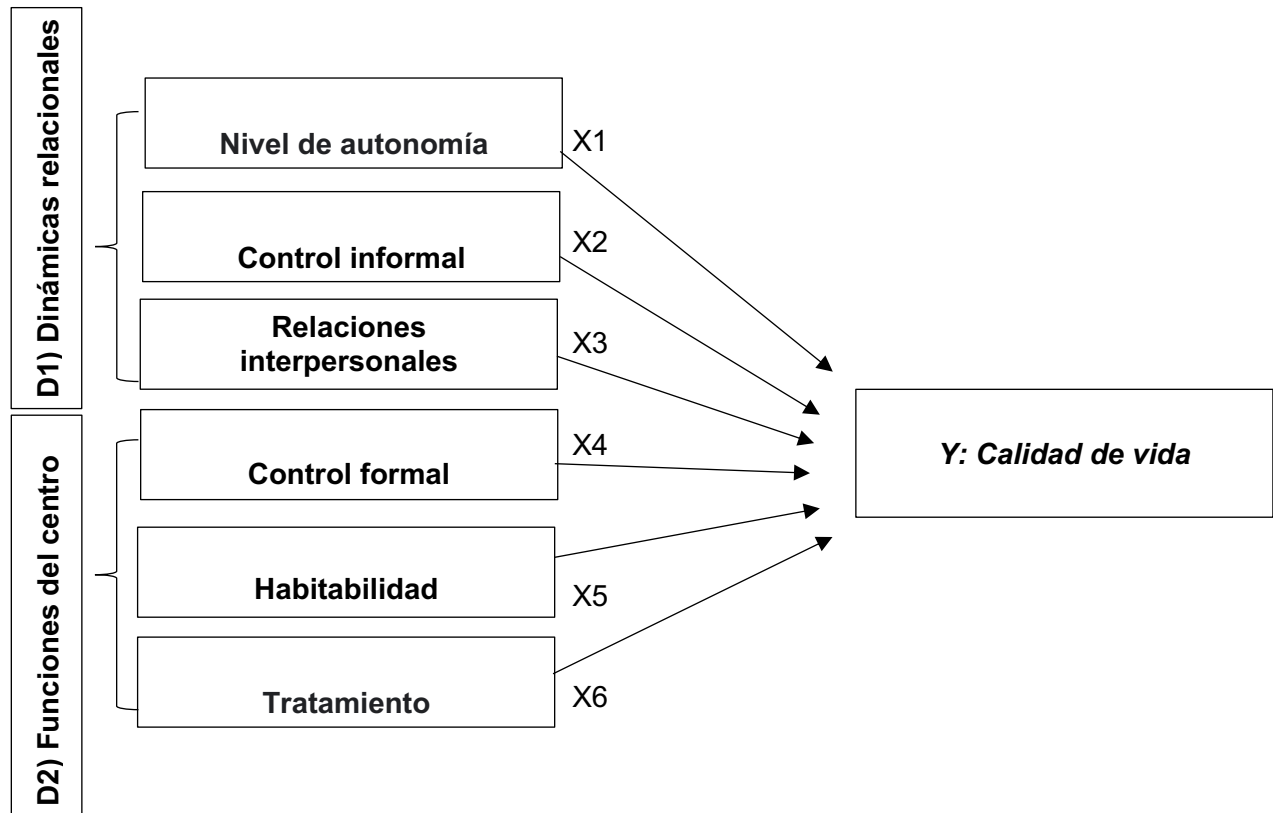 D1) Dinámicas relacionales
Nivel de autonomía
X1
Control informal
X2
Relaciones
interpersonales
X3
D2) Funciones del centro
Control formal
X4
Habitabilidad
X5
Tratamiento
X6
Y: Calidad de vida